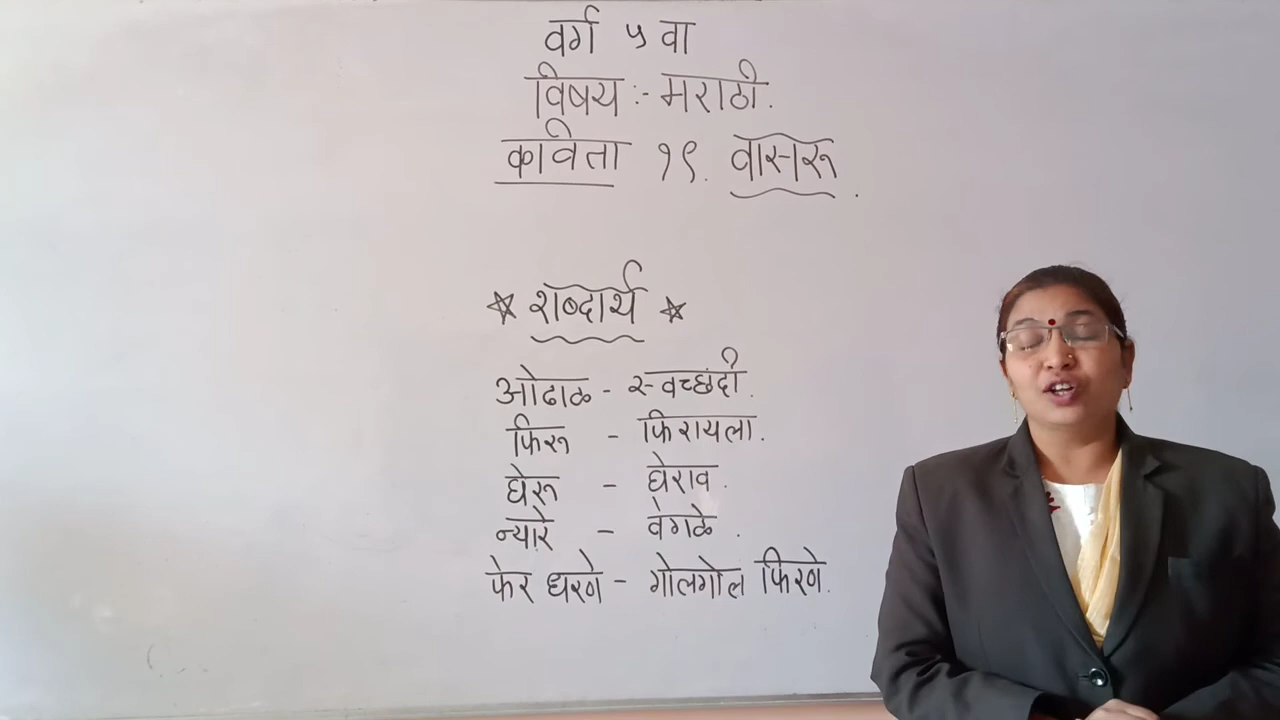 वर्ग ५ वा
विषय :- मराठी.
कविता १९. वासरू.
☆ शब्दार्थ ☆
ओढाळ - स्वच्छंदी.
फिरू - फिरायला.
घेरू - घेराव.
न्यारे - वेगळे.
फेर धरणे - गोलगोल फिरणे.